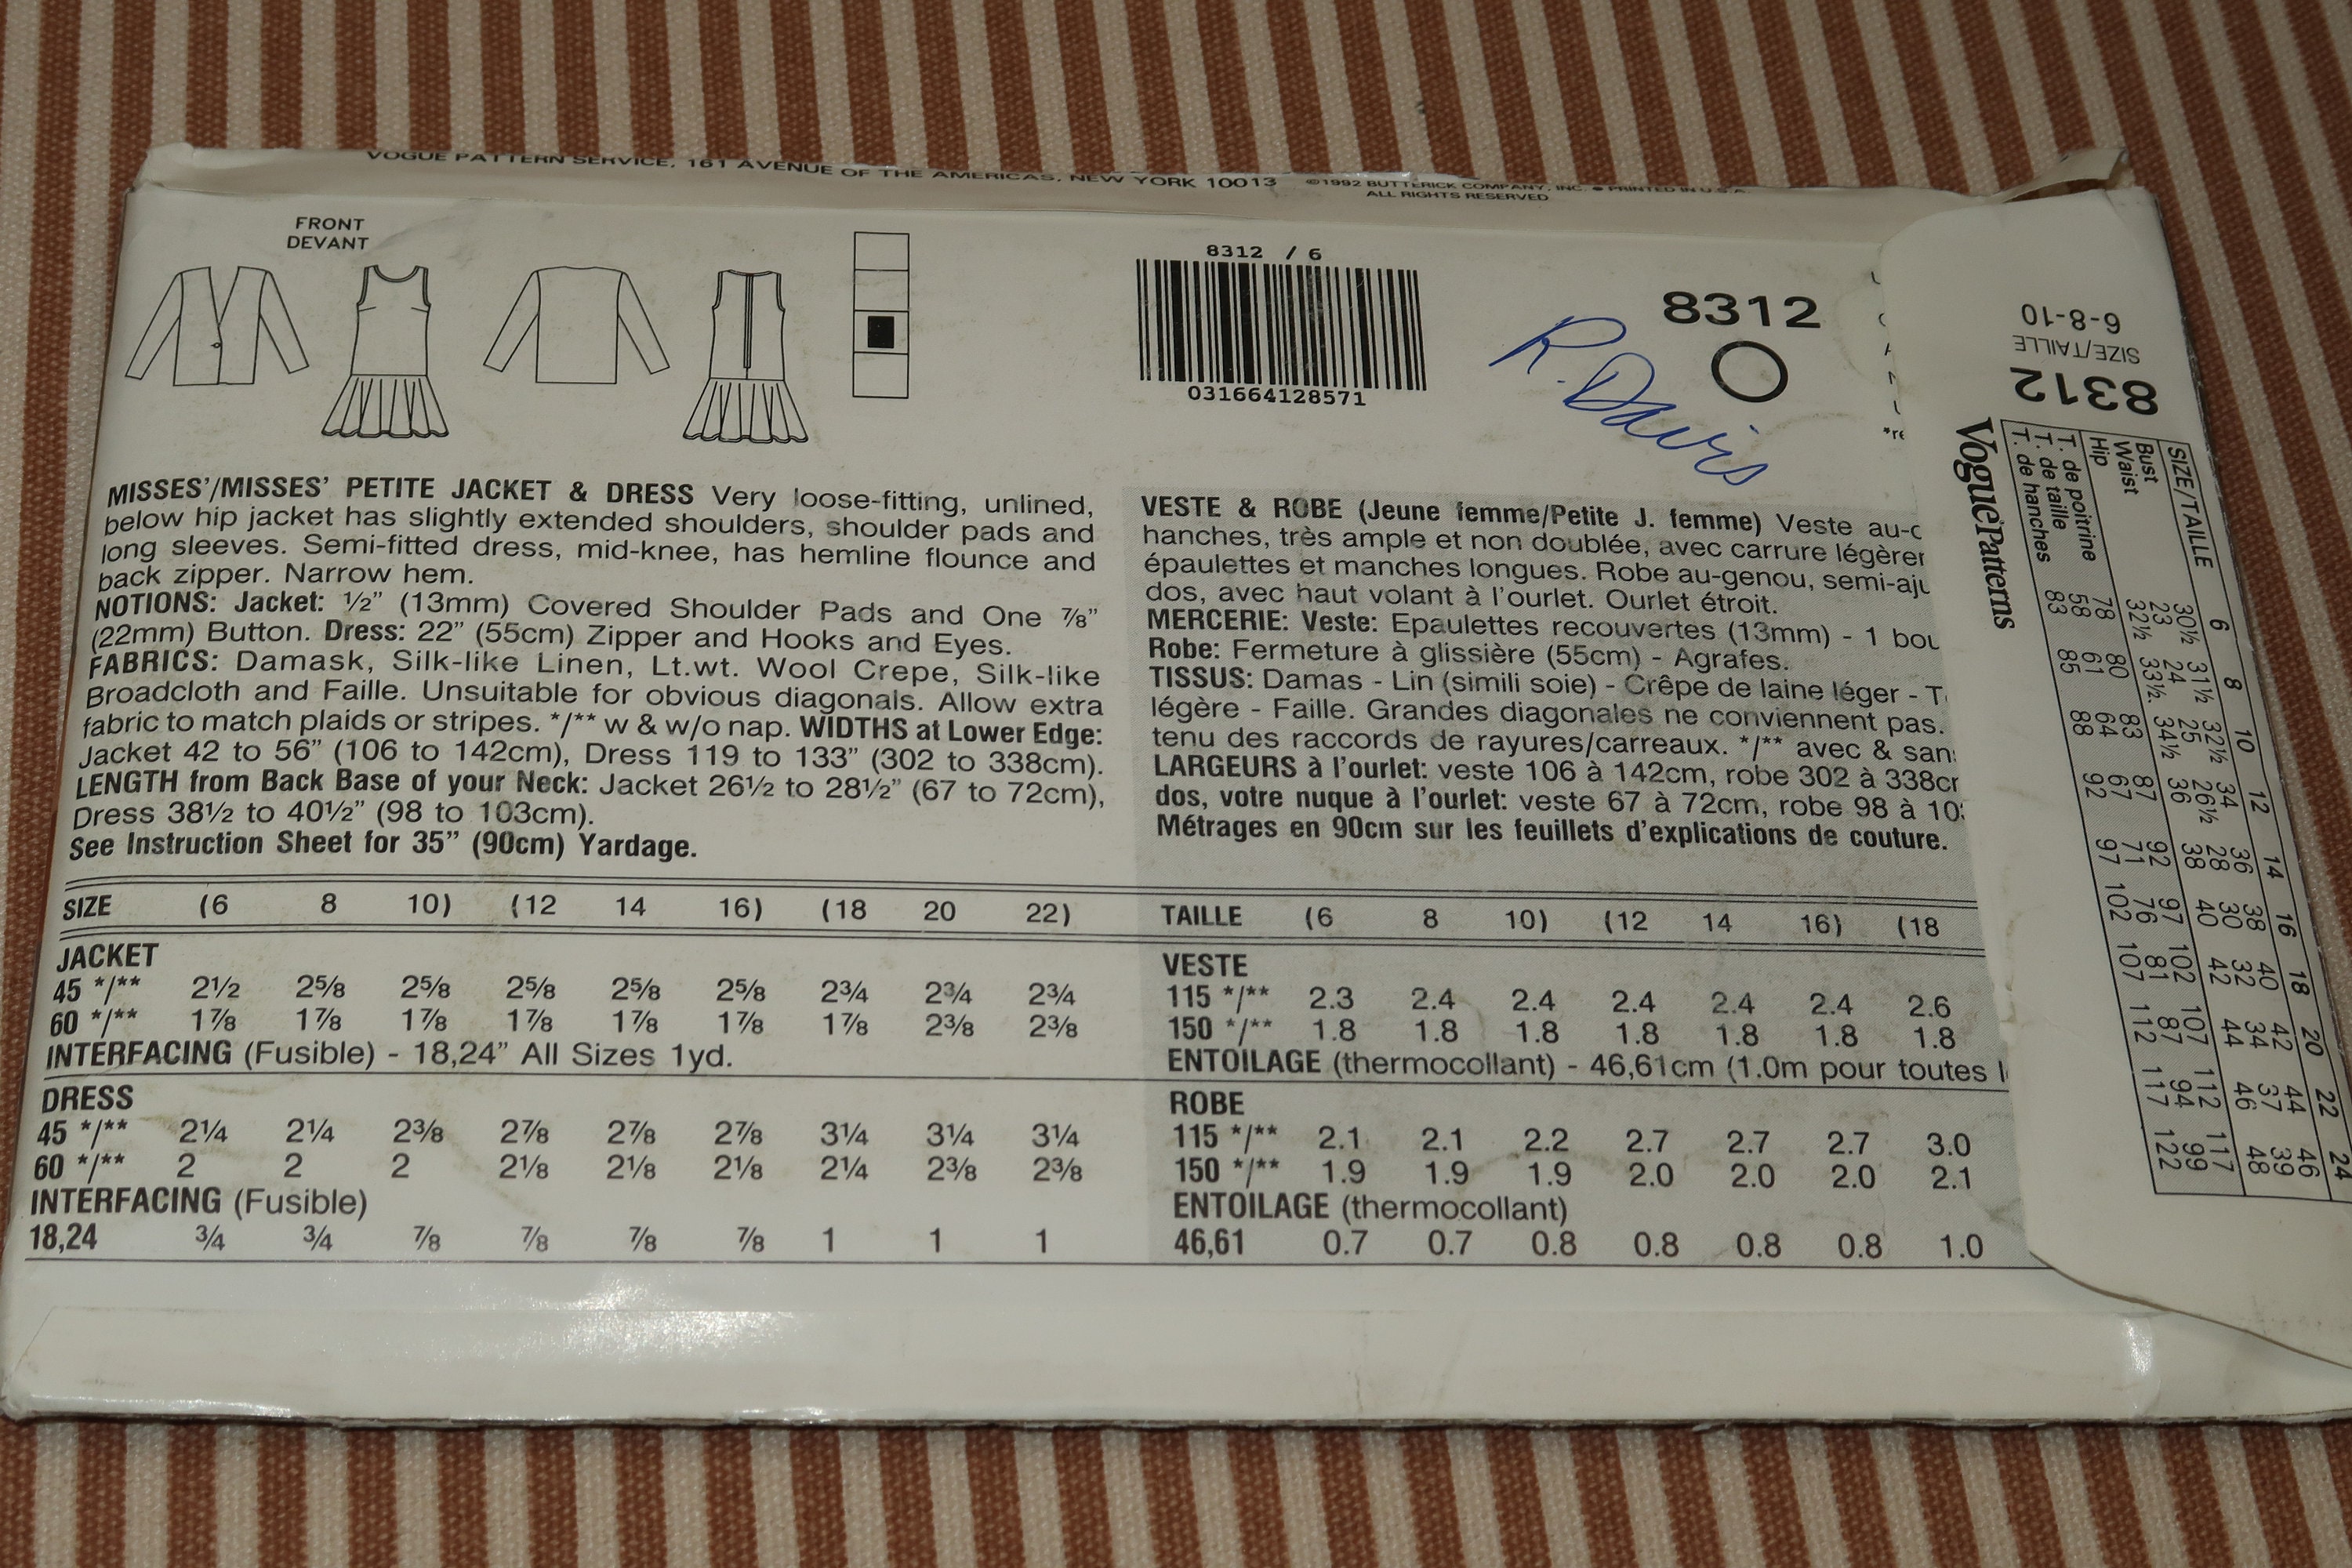 VOGUE PATTERN SERVICE, 161 AVENUE OF THE AMERICAS, NEW YORK 10013 ©1992 BUTTERICK COMPANY, INC. ● PRINTED IN U.S.A.
ALL RIGHTS RESERVED
FRONT
DEVANT
8312 / 6
031664128571
8312
R. Davis
*re
MISSES'/MISSES' PETITE JACKET & DRESS Very loose-fitting, unlined,
below hip jacket has slightly extended shoulders, shoulder pads and
long sleeves. Semi-fitted dress, mid-knee, has hemline flounce and
back zipper. Narrow hem.
NOTIONS: Jacket: ½" (13mm) Covered Shoulder Pads and One ⅞"
(22mm) Button. Dress: 22" (55cm) Zipper and Hooks and Eyes.
FABRICS: Damask, Silk-like Linen, Lt.wt. Wool Crepe, Silk-like
Broadcloth and Faille. Unsuitable for obvious diagonals. Allow extra
fabric to match plaids or stripes. */** w & w/o nap. WIDTHS at Lower Edge:
Jacket 42 to 56" (106 to 142cm), Dress 119 to 133" (302 to 338cm).
LENGTH from Back Base of your Neck: Jacket 26½ to 28½" (67 to 72cm),
Dress 38½ to 40½" (98 to 103cm).
See Instruction Sheet for 35" (90cm) Yardage.
SIZE (6 8 10) (12 14 16) (18 20 22)
JACKET
45 */** 2½ 2⅝ 2⅝ 2⅝ 2⅝ 2⅝ 2¾ 2¾ 2¾
60 */** 1⅞ 1⅞ 1⅞ 1⅞ 1⅞ 1⅞ 1⅞ 2⅜ 2⅜
INTERFACING (Fusible) - 18,24" All Sizes 1yd.
DRESS
45 */** 2¼ 2¼ 2⅜ 2⅞ 2⅞ 2⅞ 3¼ 3¼ 3¼
60 */** 2 2 2 2⅛ 2⅛ 2⅛ 2¼ 2⅜ 2⅜
INTERFACING (Fusible)
18,24 ¾ ¾ ⅞ ⅞ ⅞ ⅞ 1 1 1
VESTE & ROBE (Jeune femme/Petite J. femme) Veste au-
hanches, très ample et non doublée, avec carrure légèrer
épaulettes et manches longues. Robe au-genou, semi-aju
dos, avec haut volant à l'ourlet. Ourlet étroit.
MERCERIE: Veste: Epaulettes recouvertes (13mm) - 1 bou
Robe: Fermeture à glissière (55cm) - Agrafes.
TISSUS: Damas - Lin (simili soie) - Crêpe de laine léger - T
légère - Faille. Grandes diagonales ne conviennent pas.
tenu des raccords de rayures/carreaux. */** avec & san
LARGEURS à l'ourlet: veste 106 à 142cm, robe 302 à 338cr
dos, votre nuque à l'ourlet: veste 67 à 72cm, robe 98 à 10
Métrages en 90cm sur les feuillets d'explications de couture.
TAILLE (6 8 10) (12 14 16) (18
VESTE
115 */** 2.3 2.4 2.4 2.4 2.4 2.4 2.6
150 */** 1.8 1.8 1.8 1.8 1.8 1.8 1.8
ENTOILAGE (thermocollant) - 46,61cm (1.0m pour toutes l
ROBE
115 */** 2.1 2.1 2.2 2.7 2.7 2.7 3.0
150 */** 1.9 1.9 1.9 2.0 2.0 2.0 2.1
ENTOILAGE (thermocollant)
46,61 0.7 0.7 0.8 0.8 0.8 0.8 1.0
8312
SIZE/TAILLE
6-8-10
Vogue Patterns
SIZE/TAILLE 6 8 10 12 14 16 18 20 22 24
Bust 30½ 31½ 32½ 34 36 38 40 42 44 46
Waist 23 24 25 26½ 28 30 32 34 37 39
Hip 32½ 33½ 34½ 36 38 40 42 44 46 48
T. de poitrine 78 80 83 87 92 97 102 107 112 117
T. de taille 58 61 64 67 71 76 81 87 94 99
T. de hanches 83 85 88 92 97 102 107 112 117 122